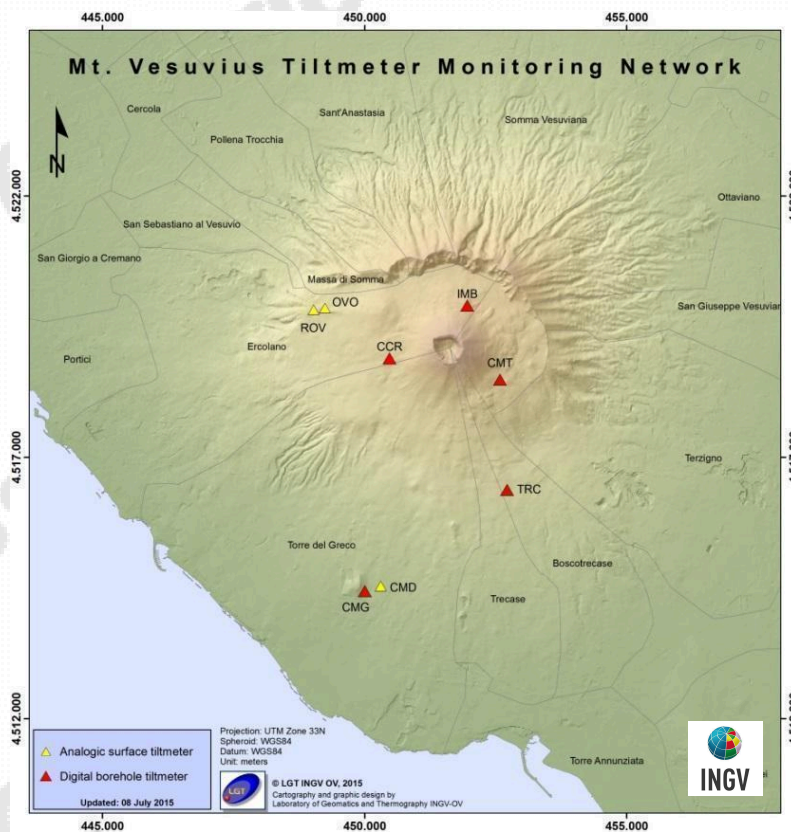 445.000
450.000
455.000
Mt. Vesuvius Tiltmeter Monitoring Network
Cercola
Sant'Anastasia
Somma Vesuviana
Pollena Trocchia
N
4.522.000
Ottaviano
San Sebastiano al Vesuvio
San Giorgio a Cremano
Massa di Somma
IMB
OVO
San Giuseppe Vesuvian
ROV
Ercolano
CCR
Portici
CMT
4.517.000
Terzigno
TRC
Torre del Greco
Boscotrecase
CMD
Trecase
CMG
4.512.000
Analogic surface tiltmeter
Digital borehole tiltmeter
Updated: 08 July 2015
Projection: UTM Zone 33N
Spheroid: WGS84
Datum: WGS84
Unit: meters
LGT
© LGT INGV OV, 2015
Cartography and graphic design by
Laboratory of Geomatics and Thermography INGV-OV
Torre Annunziata
INGV
445.000
450.000
455.000